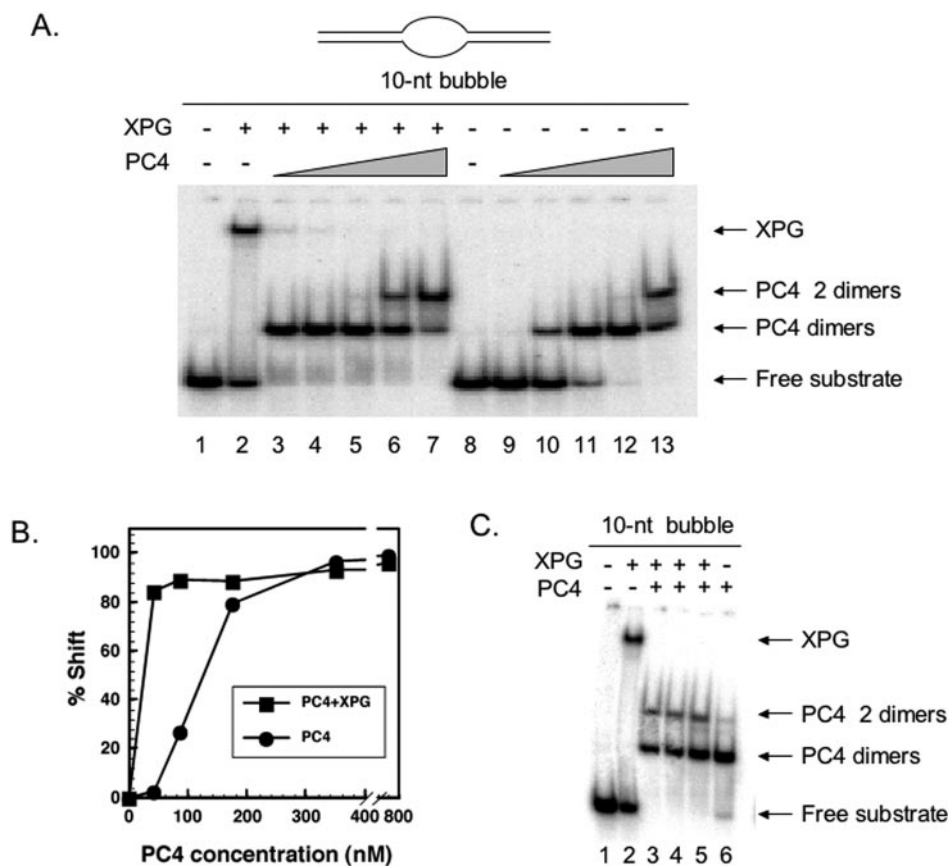 A.
10-nt bubble
XPG - + + + + + + - - - - - -
PC4 - - -
XPG
PC4 2 dimers
PC4 dimers
Free substrate
1 2 3 4 5 6 7 8 9 10 11 12 13
B.
% Shift
100
80
60
40
20
0
0 100 200 300 400 800
PC4+XPG
PC4
PC4 concentration (nM)
C.
10-nt bubble
XPG - + + + + -
PC4 - - + + + +
XPG
PC4 2 dimers
PC4 dimers
Free substrate
1 2 3 4 5 6